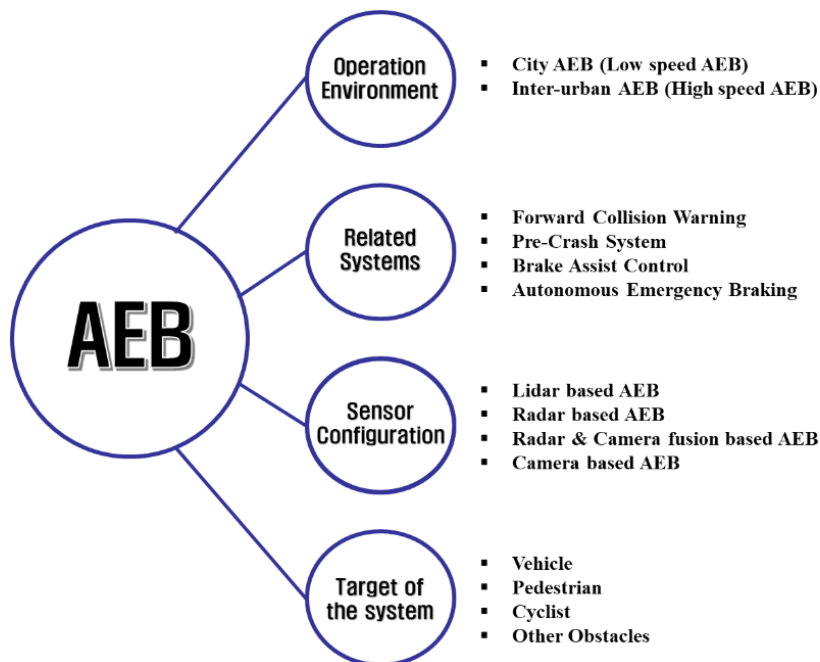 AEB
Operation
Environment
▪ City AEB (Low speed AEB)
▪ Inter-urban AEB (High speed AEB)
Related
Systems
▪ Forward Collision Warning
▪ Pre-Crash System
▪ Brake Assist Control
▪ Autonomous Emergency Braking
Sensor
Configuration
▪ Lidar based AEB
▪ Radar based AEB
▪ Radar & Camera fusion based AEB
▪ Camera based AEB
Target of
the system
▪ Vehicle
▪ Pedestrian
▪ Cyclist
▪ Other Obstacles